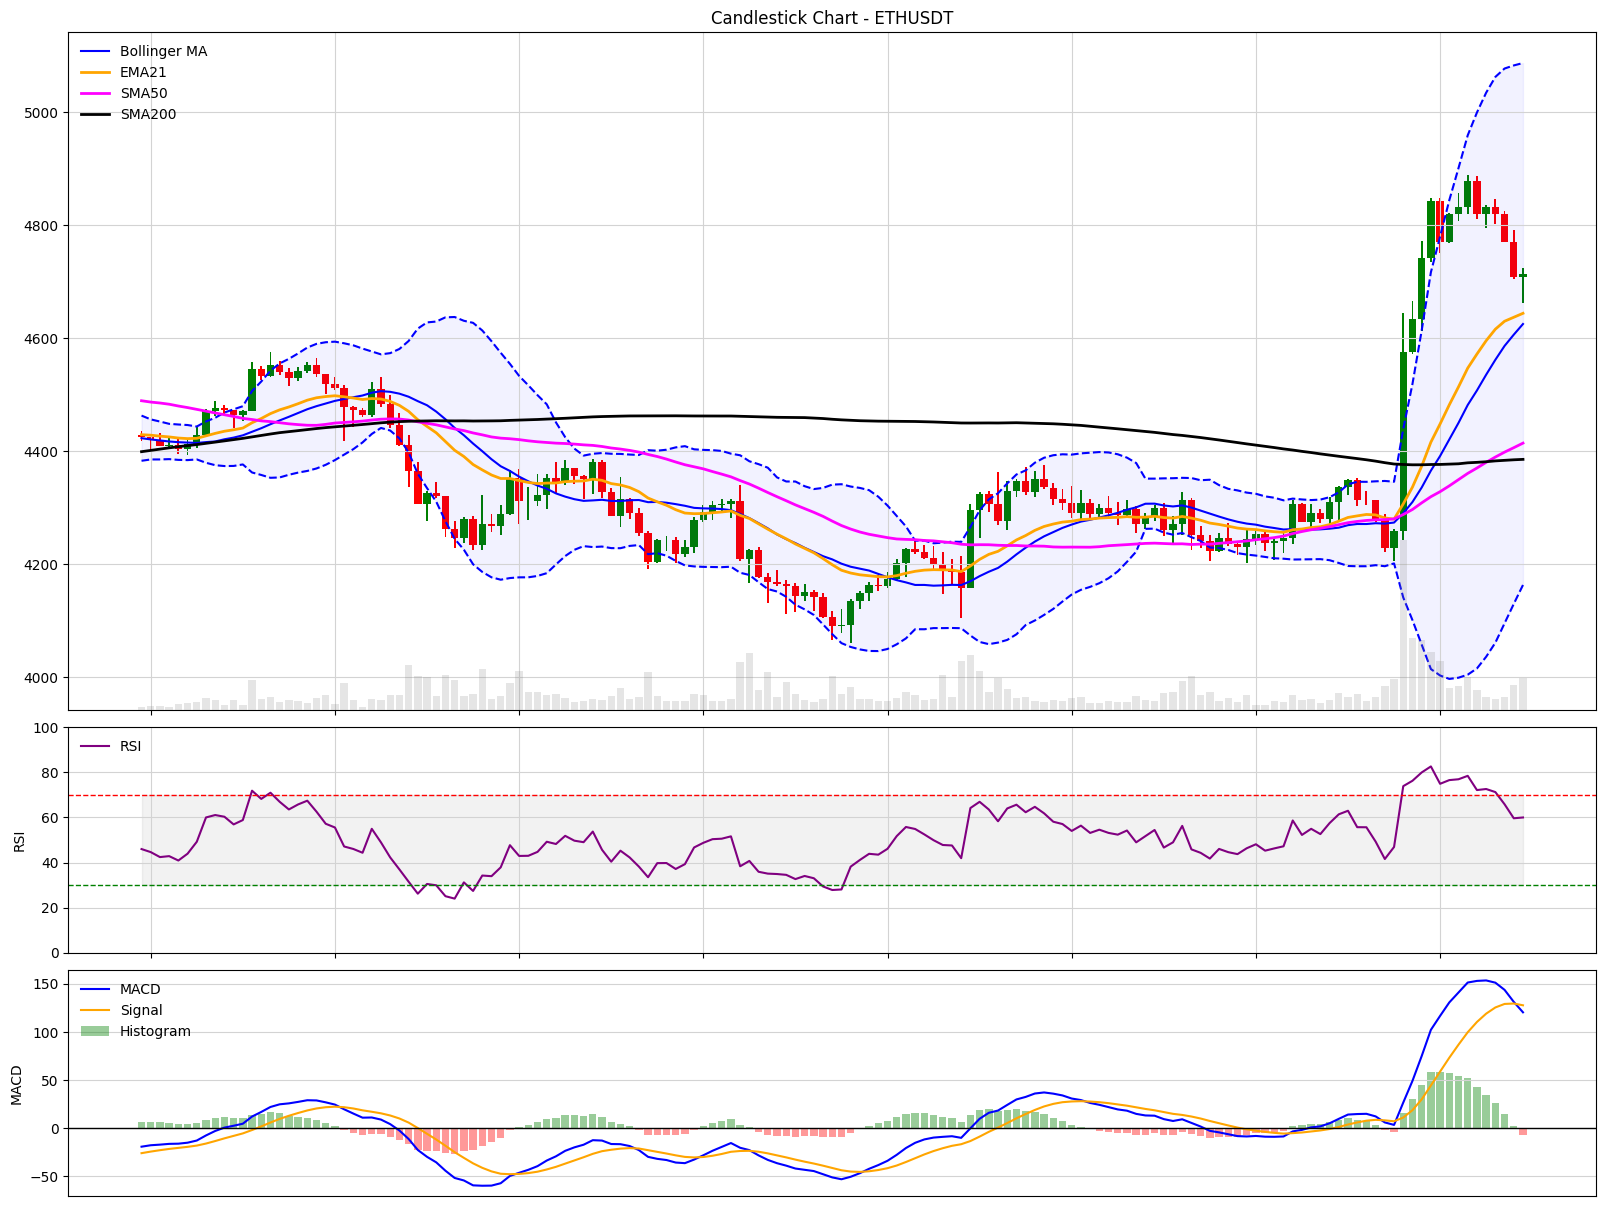 Candlestick Chart - ETHUSDT
Bollinger MA
EMA21
SMA50
SMA200
5000
4800
4600
4400
4200
4000
RSI
100
80
60
40
20
0
RSI
MACD
Signal
Histogram
150
100
50
0
−50
MACD